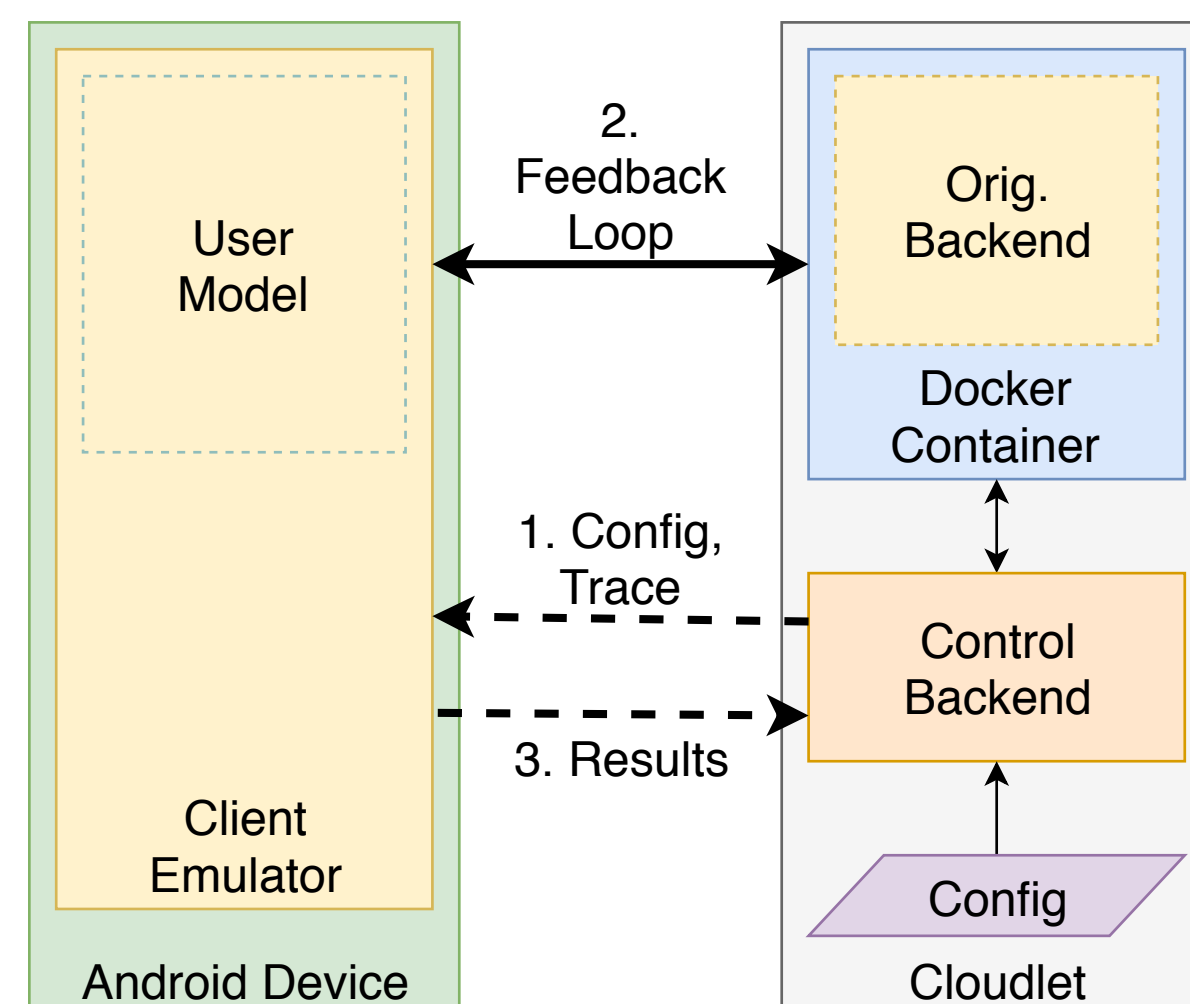 User
Model
Client
Emulator
Android Device
2.
Feedback
Loop
1. Config,
Trace
3. Results
Orig.
Backend
Docker
Container
Control
Backend
Config
Cloudlet